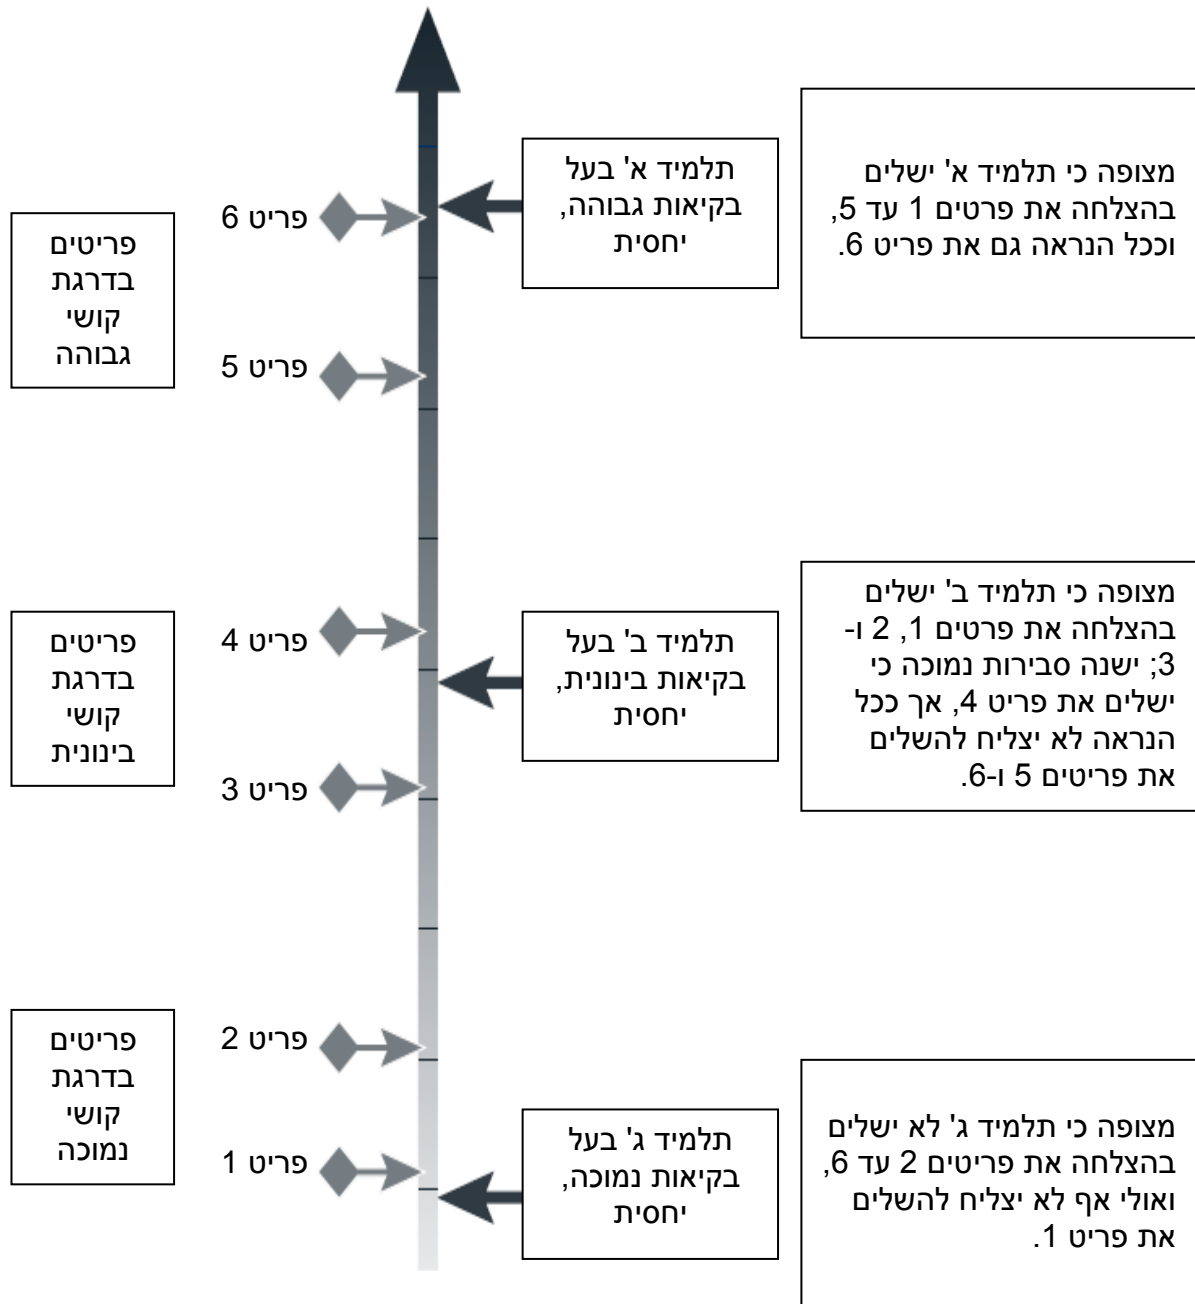 תלמיד א' בעל
בקיאות גבוהה,
יחסית
מצופה כי תלמיד א' ישלים
בהצלחה את פרטים 1 עד 5,
וככל הנראה גם את פריט 6.
פריט 6
פריטים
בדרגת
קושי
גבוהה
פריט 5
מצופה כי תלמיד ב' ישלים
בהצלחה את פרטים 1, 2 ו-
3; ישנה סבירות נמוכה כי
ישלים את פריט 4, אך ככל
הנראה לא יצליח להשלים
את פריטים 5 ו-6.
תלמיד ב' בעל
בקיאות בינונית,
יחסית
פריט 4
פריטים
בדרגת
קושי
בינונית
פריט 3
פריט 2
פריטים
בדרגת
קושי
נמוכה
מצופה כי תלמיד ג' לא ישלים
בהצלחה את פריטים 2 עד 6,
ואולי אף לא יצליח להשלים
את פריט 1.
תלמיד ג' בעל
בקיאות נמוכה,
יחסית
פריט 1